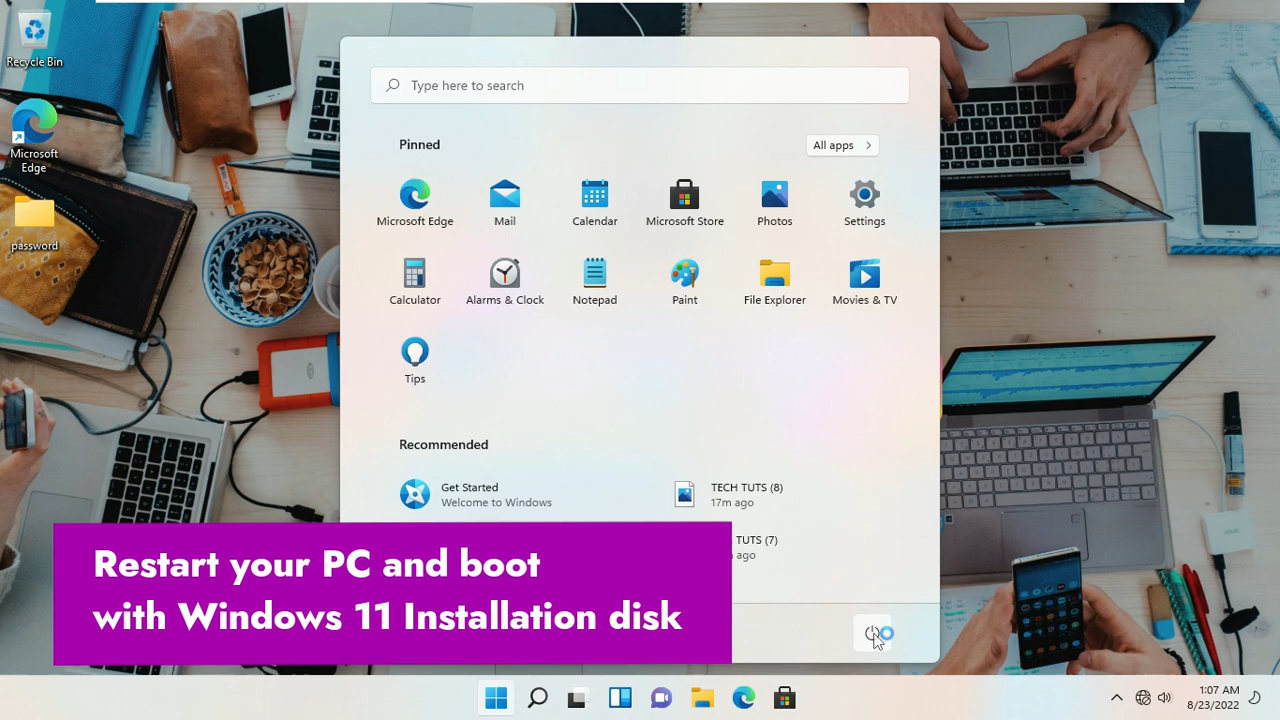 Recycle Bin
Microsoft
Edge
password
Type here to search
Pinned
All apps
Microsoft Edge
Mail
Calendar
Microsoft Store
Photos
Settings
Calculator
Alarms & Clock
Notepad
Paint
File Explorer
Movies & TV
Tips
Recommended
Get Started
Welcome to Windows
TECH TUTS (8)
17m ago
TUTS (7)
ago
Restart your PC and boot
with Windows 11 Installation disk
1:07 AM
8/23/2022